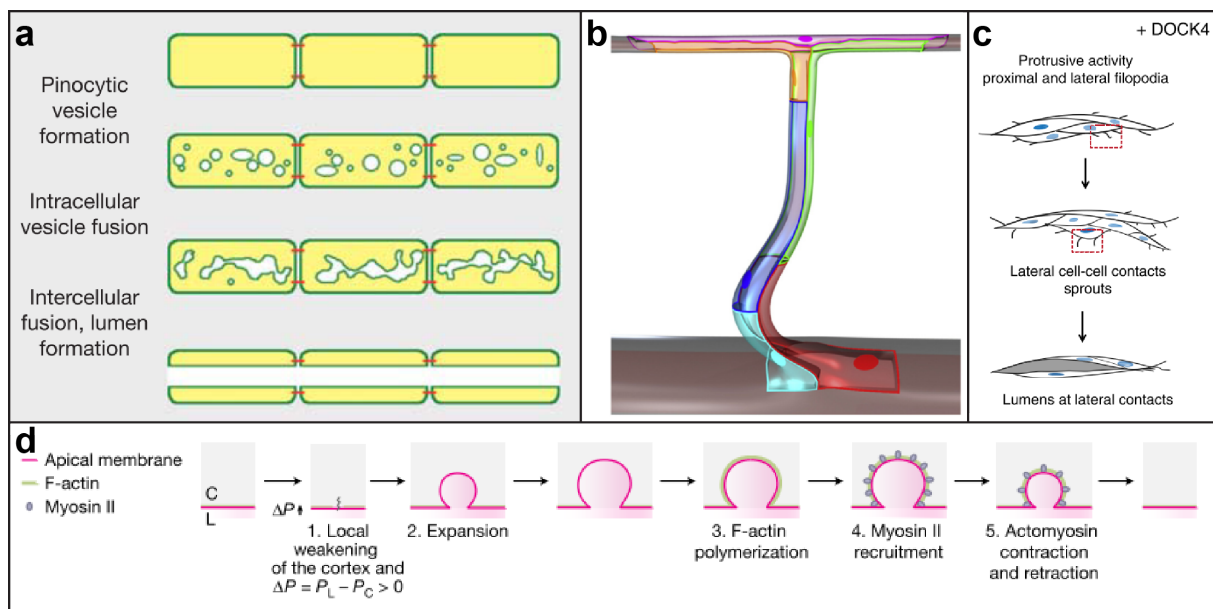 a
Pinocytic
vesicle
formation
Intracellular
vesicle fusion
Intercellular
fusion, lumen
formation
b
c
+ DOCK4
Protrusive activity
proximal and lateral filopodia
Lateral cell-cell contacts
sprouts
Lumens at lateral contacts
d
Apical membrane
F-actin
Myosin II
C
L
ΔP
1. Local
weakening
of the cortex and
ΔP = P_L − P_C > 0
2. Expansion
3. F-actin
polymerization
4. Myosin II
recruitment
5. Actomyosin
contraction
and retraction